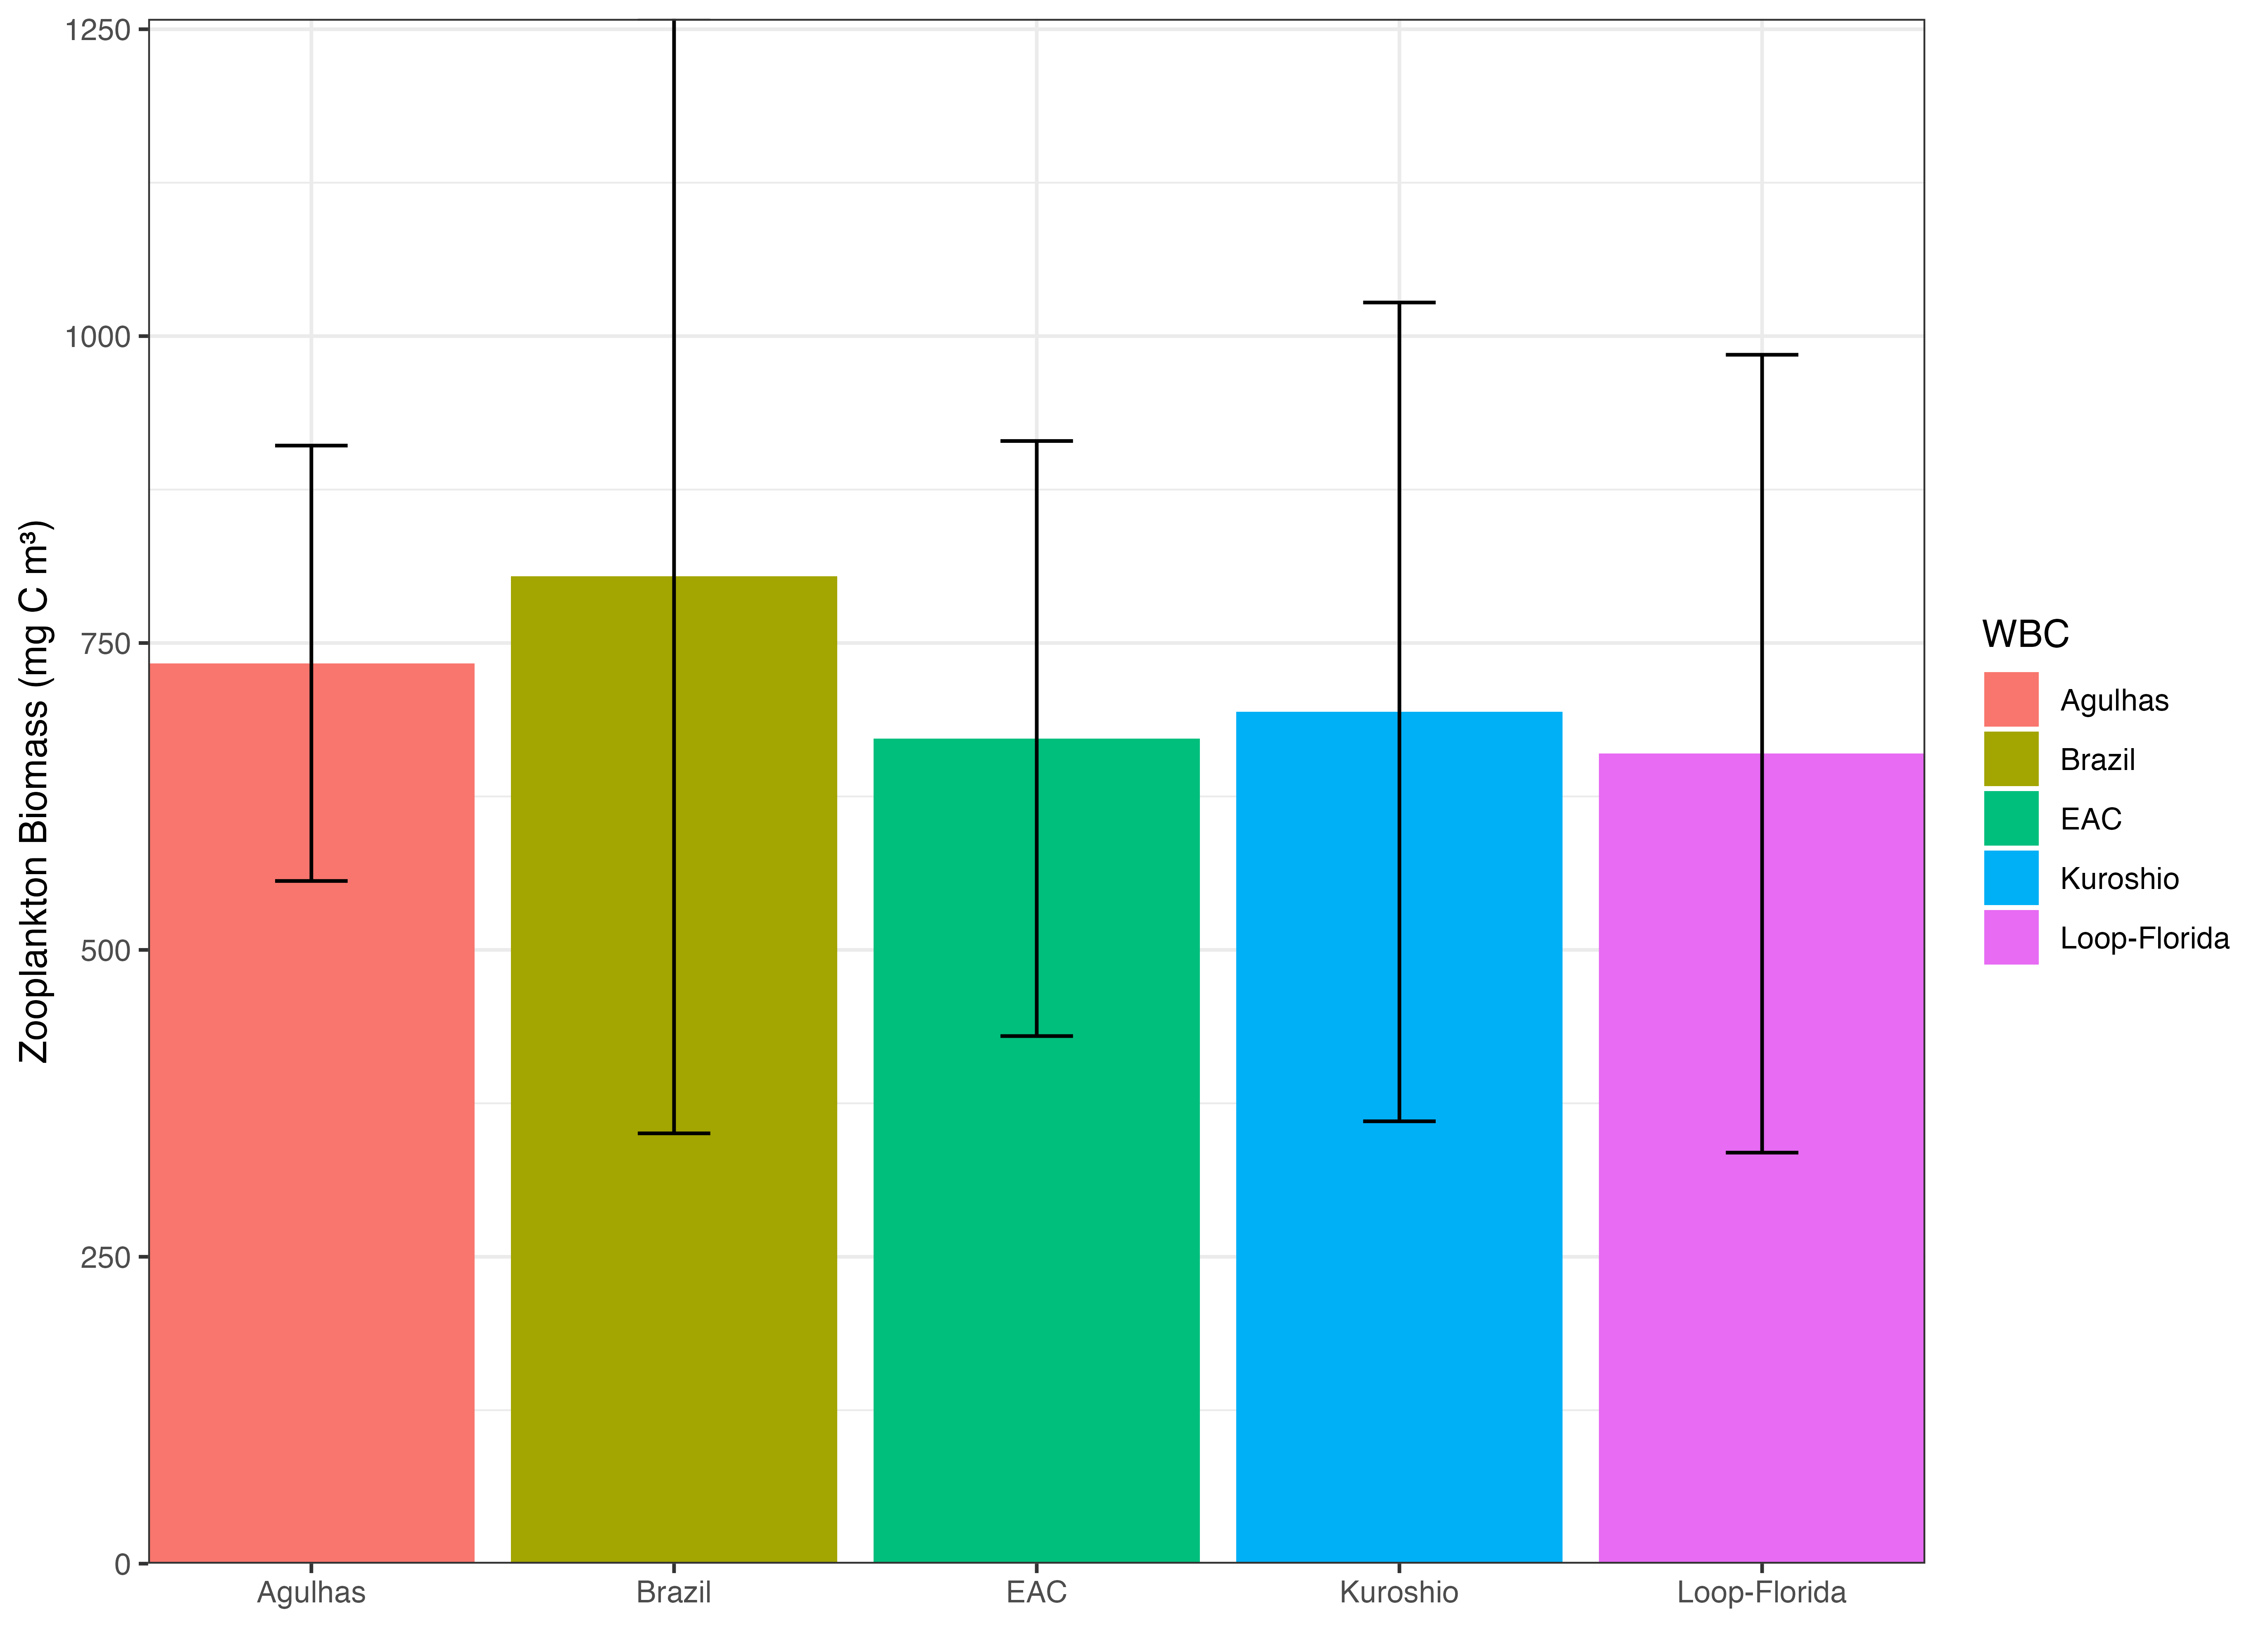 Zooplankton Biomass (mg C m³)
1250
1000
750
500
250
0
Agulhas
Brazil
EAC
Kuroshio
Loop-Florida
WBC
Agulhas
Brazil
EAC
Kuroshio
Loop-Florida